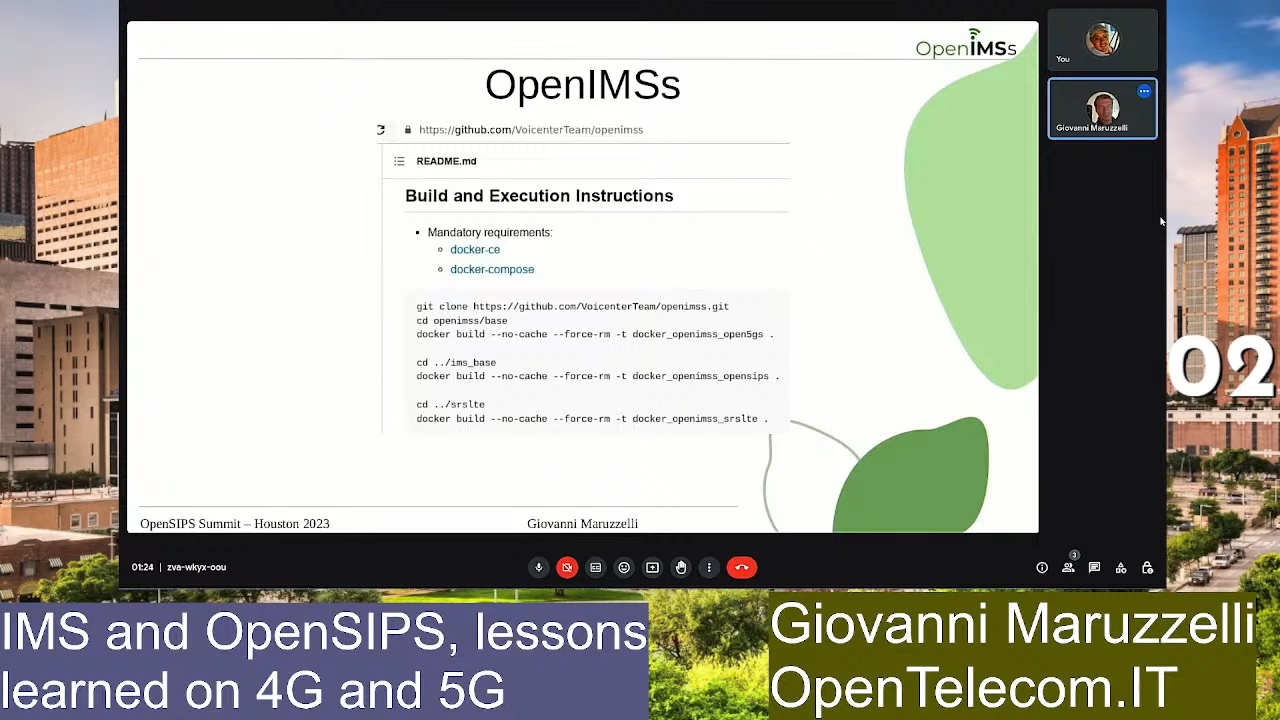 OpenIMSs
OpenIMSs
https://github.com/VoicenterTeam/openimss
README.md
Build and Execution Instructions
Mandatory requirements:
docker-ce
docker-compose
git clone https://github.com/VoicenterTeam/openimss.git
cd openimss/base
docker build --no-cache --force-rm -t docker_openimss_open5gs .
cd ../ims_base
docker build --no-cache --force-rm -t docker_openimss_opensips .
cd ../srslte
docker build --no-cache --force-rm -t docker_openimss_srslte .
OpenSIPS Summit – Houston 2023
Giovanni Maruzzelli
You
Giovanni Maruzzelli
02
01:24 | zva-wkyx-oou
3
IMS and OpenSIPS, lessons
learned on 4G and 5G
Giovanni Maruzzelli
OpenTelecom.IT